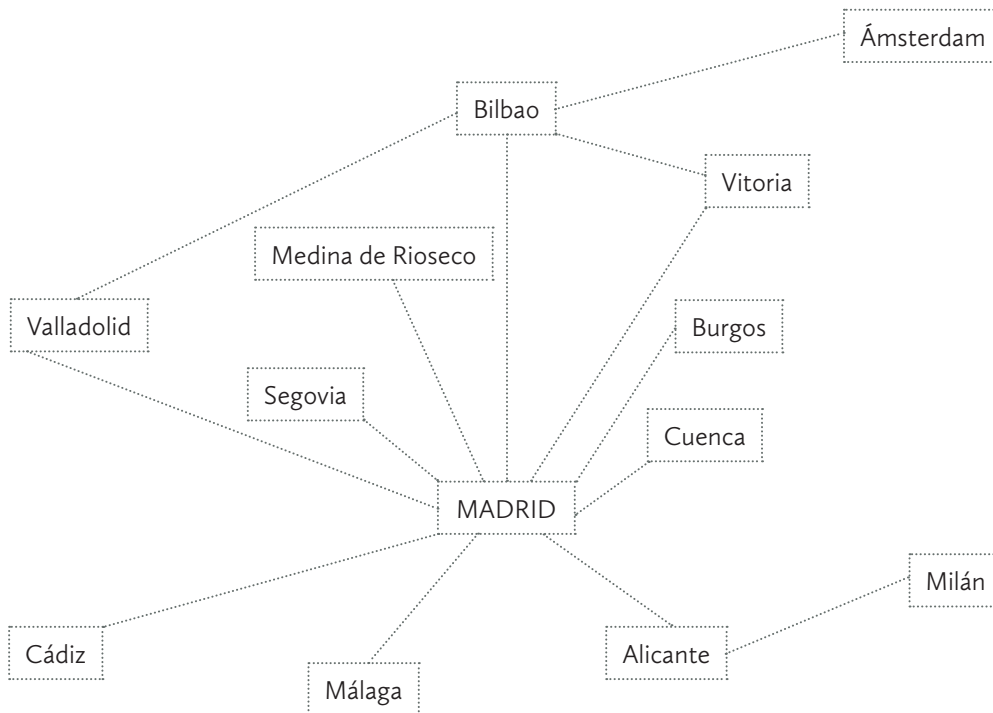 Ámsterdam
Bilbao
Vitoria
Medina de Rioseco
Valladolid
Burgos
Segovia
Cuenca
MADRID
Milán
Cádiz
Alicante
Málaga